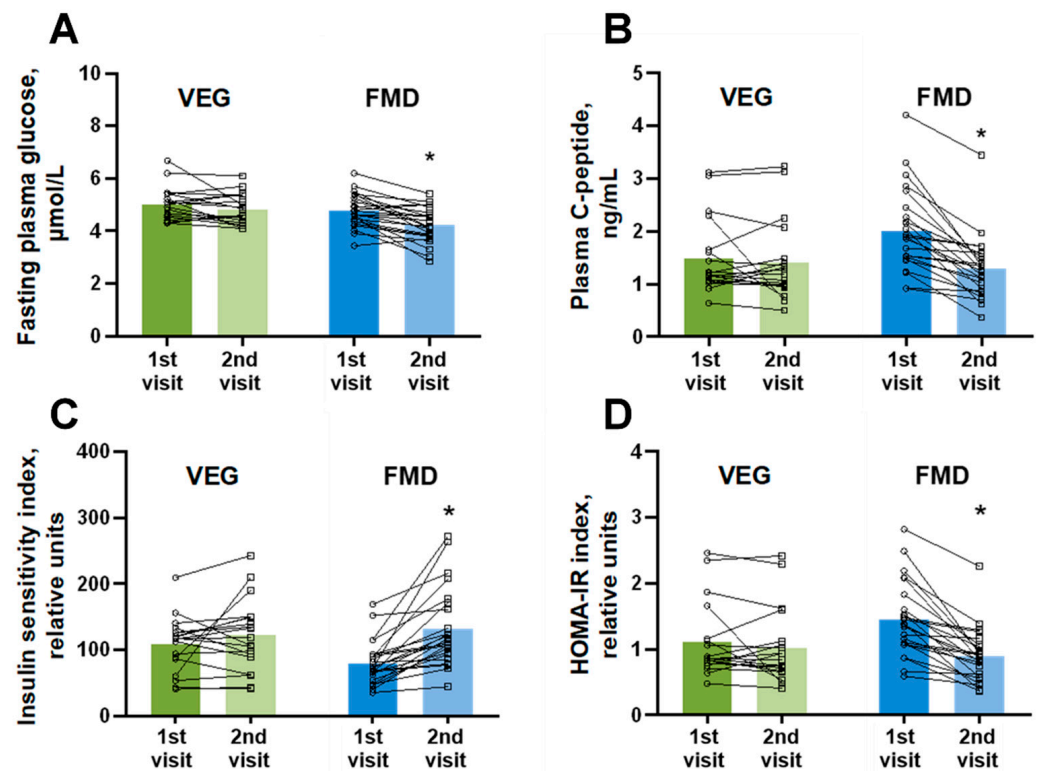 A
Fasting plasma glucose,
μmol/L
10
8
6
4
2
0
VEG
FMD
*
1st
visit
2nd
visit
1st
visit
2nd
visit
B
Plasma C-peptide,
ng/mL
5
4
3
2
1
0
VEG
FMD
*
1st
visit
2nd
visit
1st
visit
2nd
visit
C
Insulin sensitivity index,
relative units
400
300
200
100
0
VEG
FMD
*
1st
visit
2nd
visit
1st
visit
2nd
visit
D
HOMA-IR index,
relative units
4
3
2
1
0
VEG
FMD
*
1st
visit
2nd
visit
1st
visit
2nd
visit